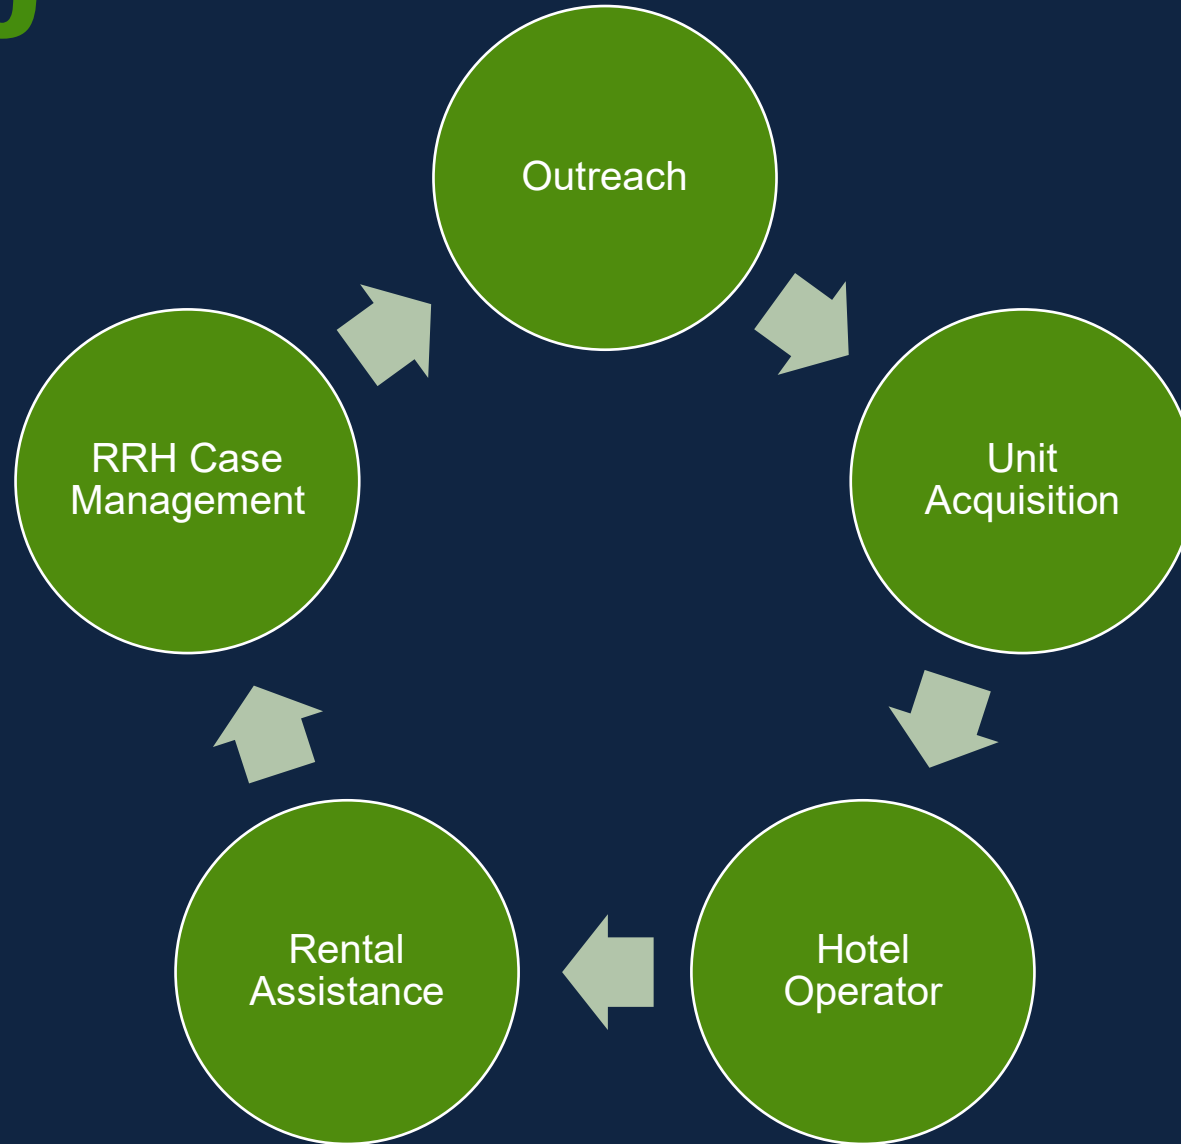 Outreach
Unit
Acquisition
Hotel
Operator
Rental
Assistance
RRH Case
Management